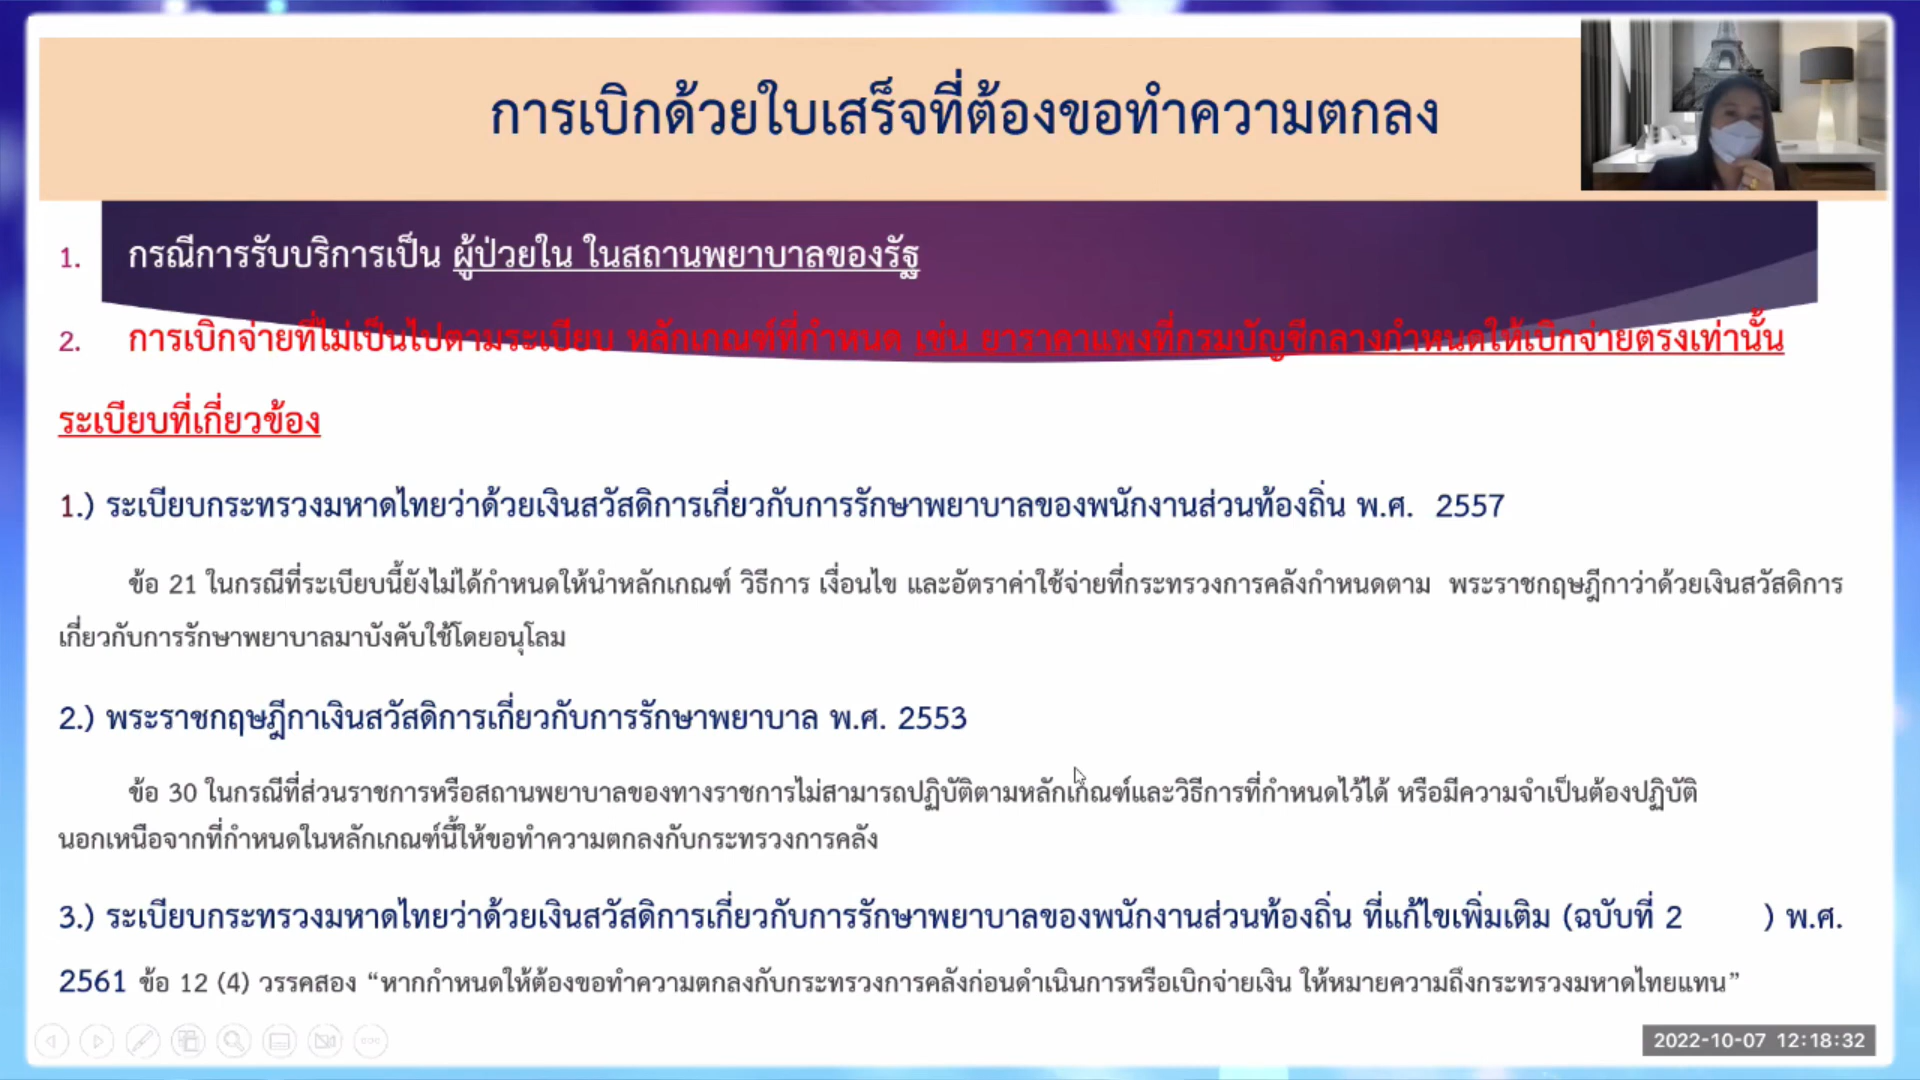 การเบิกด้วยใบเสร็จที่ต้องขอทำความตกลง
1. กรณีการรับบริการเป็น ผู้ป่วยใน ในสถานพยาบาลของรัฐ
2. การเบิกจ่ายที่ไม่เป็นไปตามระเบียบ หลักเกณฑ์ที่กำหนด เช่น ยาราคาแพงที่กรมบัญชีกลางกำหนดให้เบิกจ่ายตรงเท่านั้น
ระเบียบที่เกี่ยวข้อง
1.) ระเบียบกระทรวงมหาดไทยว่าด้วยเงินสวัสดิการเกี่ยวกับการรักษาพยาบาลของพนักงานส่วนท้องถิ่น พ.ศ. 2557
ข้อ 21 ในกรณีที่ระเบียบนี้ยังไม่ได้กำหนดให้นำหลักเกณฑ์ วิธีการ เงื่อนไข และอัตราค่าใช้จ่ายที่กระทรวงการคลังกำหนดตาม พระราชกฤษฎีกาว่าด้วยเงินสวัสดิการ
เกี่ยวกับการรักษาพยาบาลมาบังคับใช้โดยอนุโลม
2.) พระราชกฤษฎีกาเงินสวัสดิการเกี่ยวกับการรักษาพยาบาล พ.ศ. 2553
ข้อ 30 ในกรณีที่ส่วนราชการหรือสถานพยาบาลของทางราชการไม่สามารถปฏิบัติตามหลักเกณฑ์และวิธีการที่กำหนดไว้ได้ หรือมีความจำเป็นต้องปฏิบัติ
นอกเหนือจากที่กำหนดในหลักเกณฑ์นี้ให้ขอทำความตกลงกับกระทรวงการคลัง
3.) ระเบียบกระทรวงมหาดไทยว่าด้วยเงินสวัสดิการเกี่ยวกับการรักษาพยาบาลของพนักงานส่วนท้องถิ่น ที่แก้ไขเพิ่มเติม (ฉบับที่ 2 ) พ.ศ.
2561 ข้อ 12 (4) วรรคสอง “หากกำหนดให้ต้องขอทำความตกลงกับกระทรวงการคลังก่อนดำเนินการหรือเบิกจ่ายเงิน ให้หมายความถึงกระทรวงมหาดไทยแทน”
2022-10-07 12:18:32